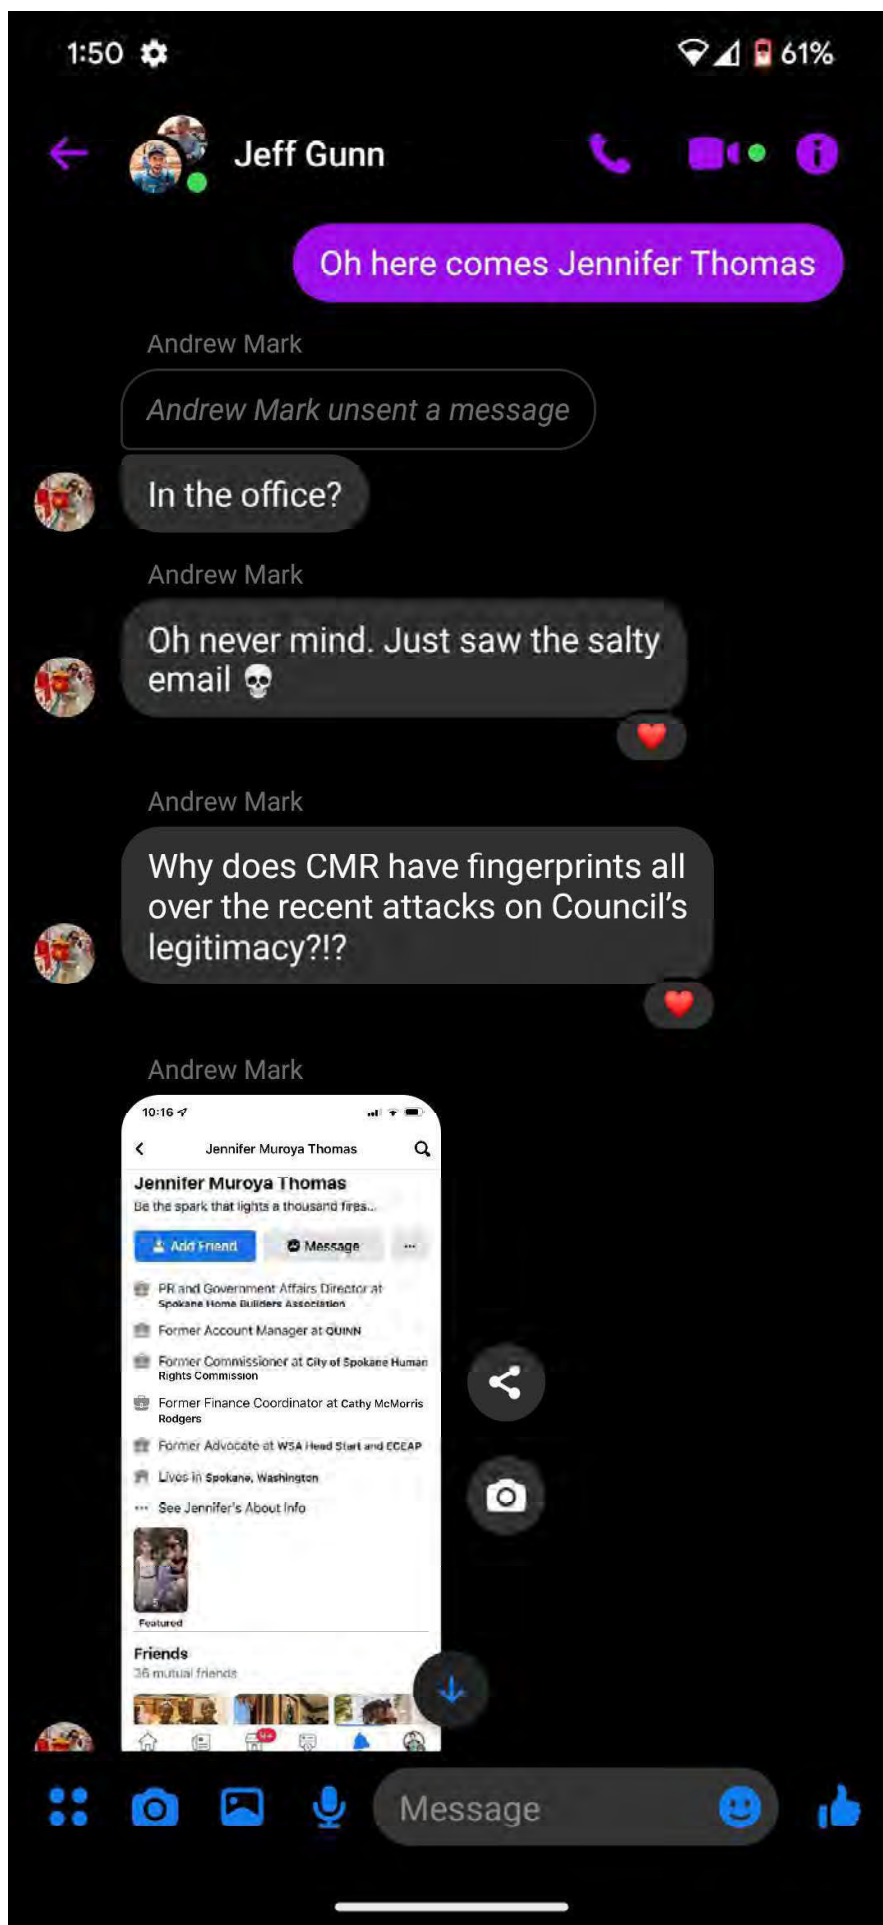 1:50
61%
Jeff Gunn
Oh here comes Jennifer Thomas
Andrew Mark
Andrew Mark unsent a message
In the office?
Andrew Mark
Oh never mind. Just saw the salty
email 💀
Andrew Mark
Why does CMR have fingerprints all
over the recent attacks on Council’s
legitimacy?!?
Andrew Mark
10:16
Jennifer Muroya Thomas
Jennifer Muroya Thomas
Be the spark that lights a thousand fires...
Add Friend
Message
...
PR and Government Affairs Director at
Spokane Home Builders Association
Former Account Manager at QUINN
Former Commissioner at City of Spokane Human
Rights Commission
Former Finance Coordinator at Cathy McMorris
Rodgers
Former Advocate at WSA Head Start and ECEAP
Lives in Spokane, Washington
... See Jennifer's About Info
Featured
Friends
36 mutual friends
9+
Message